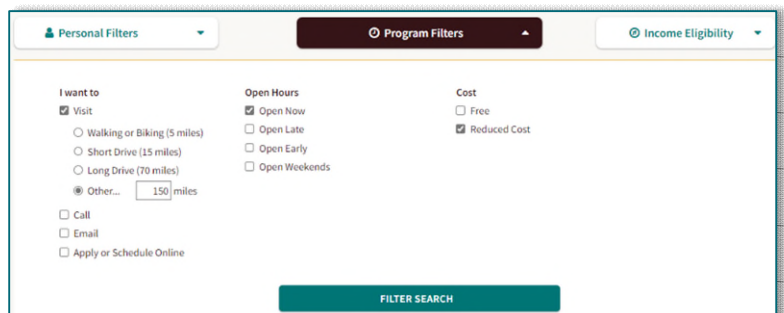 Personal Filters
Program Filters
Income Eligibility
I want to
Visit
Walking or Biking (5 miles)
Short Drive (15 miles)
Long Drive (70 miles)
Other... 150 miles
Call
Email
Apply or Schedule Online
Open Hours
Open Now
Open Late
Open Early
Open Weekends
Cost
Free
Reduced Cost
FILTER SEARCH